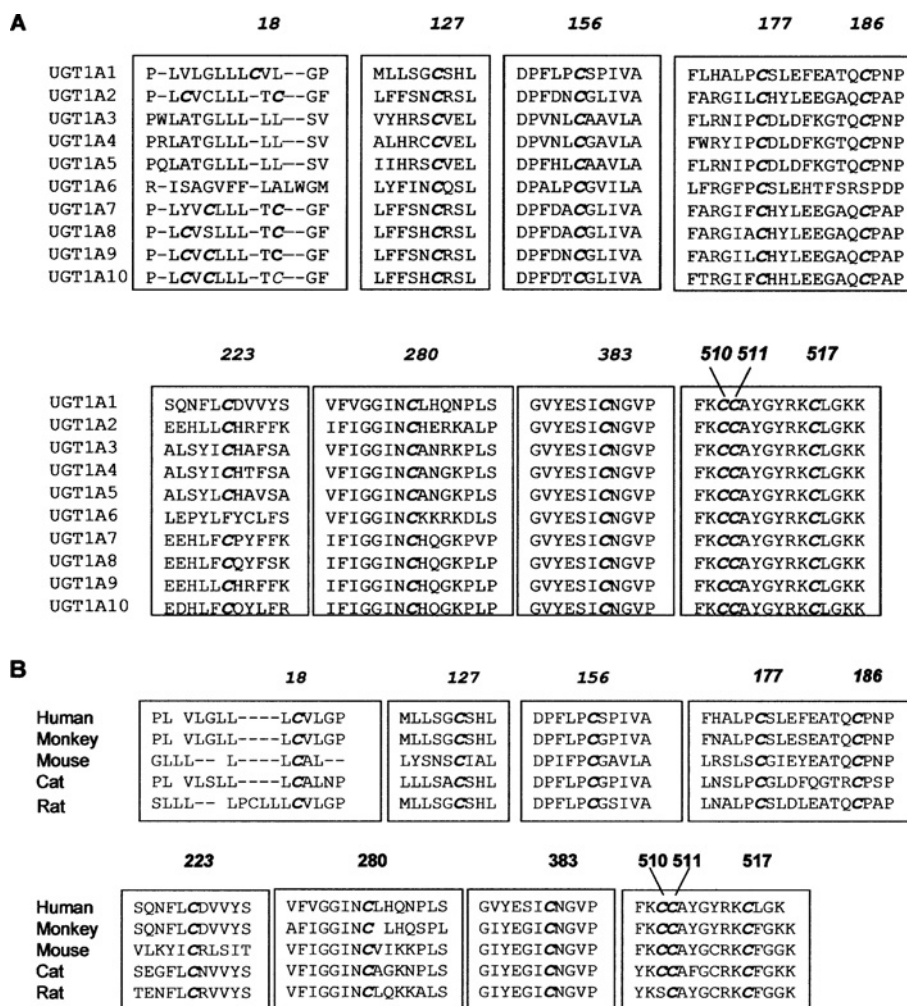 A
18 127 156 177 186
UGT1A1 P-LVLGLLLCVL--GP MLLSGCSHL DPFLPCSPIVA FLHALPCSLEFEATQCPNP
UGT1A2 P-LCVCLLL-TC--GF LFFSNCRSL DPFDNCGLIVA FARGILCHYLEEGAQCPAP
UGT1A3 PWLATGLLL-LL--SV VYHRSCVEL DPVNLCAAVLA FLRNIPCDLDFKGTQCPNP
UGT1A4 PRLATGLLL-LL--SV ALHRCCVEL DPVNLCGAVLA FWRYIPCDLDFKGTQCPNP
UGT1A5 PQLATGLLL-LL--SV IIHRSCVEL DPFHLCAAVLA FLRNIPCDLDFKGTQCPNP
UGT1A6 R-ISAGVFF-LALWGM LYFINCQSL DPALPCGVILA LFRGFPCSLEHTFSRSPDP
UGT1A7 P-LYVCLLL-TC--GF LFFSNCRSL DPFDACGLIVA FARGIFCHYLEEGAQCPAP
UGT1A8 P-LCVSLLL-TC--GF LFFSNCRSL DPFDACGLIVA FARGIACHYLEEGAQCPAP
UGT1A9 P-LCVCLLL-TC--GF LFFSNCRSL DPFDNCGLIVA FARGILCHYLEEGAQCPAP
UGT1A10 P-LCVCLLL-TC--GF LFFSHCRSL DPFDTCGLIVA FTRGIFCHHLEEGAQCPAP
223 280 383 510 511 517
UGT1A1 SQNFLCDVVYS VFVGGINCLHQNPLS GVYESICNGVP FKCCAYGYRKCLGKK
UGT1A2 EEHLLCHRFFK IFIGGINCHERKALP GVYESICNGVP FKCCAYGYRKCLGKK
UGT1A3 ALSYICHAFSA VFIGGINCANRKPLS GVYESICNGVP FKCCAYGYRKCLGKK
UGT1A4 ALSYICHTFSA VFIGGINCANGKPLS GVYESICNGVP FKCCAYGYRKCLGKK
UGT1A5 ALSYLCHAVSA VFIGGINCANGKPLS GVYESICNGVP FKCCAYGYRKCLGKK
UGT1A6 LEPYLFYCLFS VFIGGINCKKRKDLS GVYESICNGVP FKCCAYGYRKCLGKK
UGT1A7 EEHLFCPYFFK IFIGGINCHQGKPVP GVYESICNGVP FKCCAYGYRKCLGKK
UGT1A8 EEHLFCQYFSK IFIGGINCHQGKPLP GVYESICNGVP FKCCAYGYRKCLGKK
UGT1A9 EEHLLCHRFFK IFIGGINCHQGKPLP GVYESICNGVP FKCCAYGYRKCLGKK
UGT1A10 EDHLFCQYLFR IFIGGINCHQGKPLP GVYESICNGVP FKCCAYGYRKCLGKK
B
18 127 156 177 186
Human PL VLGLL----LCVLGP MLLSGCSHL DPFLPCSPIVA FHALPCSLEFEATQCPNP
Monkey PL VLGLL----LCVLGP MLLSGCSHL DPFLPCGPIVA FNALPCSLESEATQCPNP
Mouse GLLL-- L----LCAL-- LYSNSCIAL DPIFPCGAVLA LRSLSCGIEYEATQCPNP
Cat PL VLSLL----LCALNP LLLSACSHL DPFLPCGPIVA LNSLPCGLDFQGTRCPSP
Rat SLLL-- LPCLLLCVLGP MLLSGCSHL DPFLPCGSIVA LNALPCSLDLEATQCPAP
223 280 383 510 511 517
Human SQNFLCDVVYS VFVGGINCLHQNPLS GVYESICNGVP FKCCAYGYRKCLGK
Monkey SQNFLCDVVYS AFIGGINC LHQSPL GIYEGICNGVP FKCCAYGYRKCFGKK
Mouse VLKYICRLSIT VFIGGINCVIKKPLS GIYEGICNGVP FKCCAYGCRKCFGGK
Cat SEGFLCNVVYS VFIGGINCAGKNPLS GIYEGICNGVP YKCCAFGCRKCFGKK
Rat TENFLCRVVYS VFIGGINCLQKKALS GIYEGICNGVP YKSCAYGCRKCFGGK